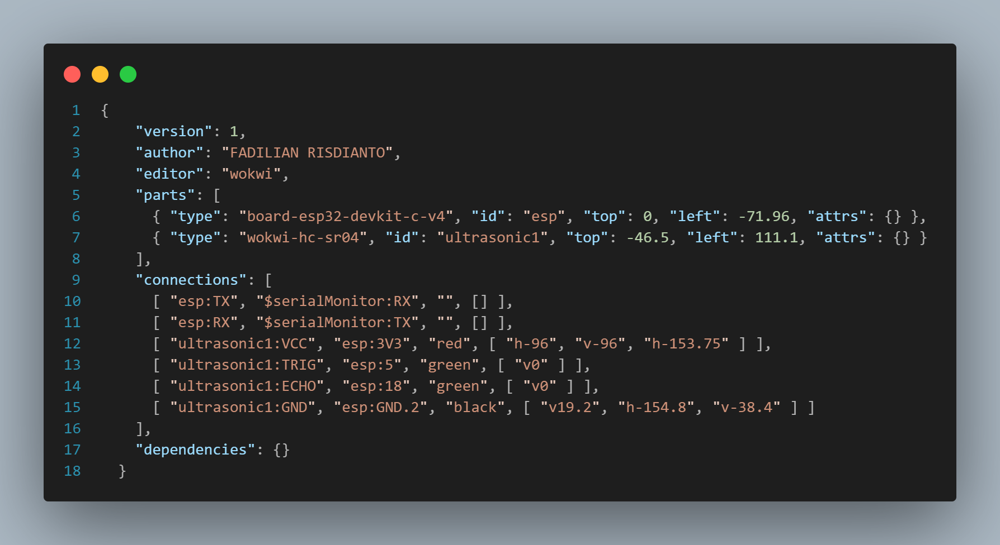 1 {
2 "version": 1,
3 "author": "FADILIAN RISDIANTO",
4 "editor": "wokwi",
5 "parts": [
6 { "type": "board-esp32-devkit-c-v4", "id": "esp", "top": 0, "left": -71.96, "attrs": {} },
7 { "type": "wokwi-hc-sr04", "id": "ultrasonic1", "top": -46.5, "left": 111.1, "attrs": {} }
8 ],
9 "connections": [
10 [ "esp:TX", "$serialMonitor:RX", "", [] ],
11 [ "esp:RX", "$serialMonitor:TX", "", [] ],
12 [ "ultrasonic1:VCC", "esp:3V3", "red", [ "h-96", "v-96", "h-153.75" ] ],
13 [ "ultrasonic1:TRIG", "esp:5", "green", [ "v0" ] ],
14 [ "ultrasonic1:ECHO", "esp:18", "green", [ "v0" ] ],
15 [ "ultrasonic1:GND", "esp:GND.2", "black", [ "v19.2", "h-154.8", "v-38.4" ] ]
16 ],
17 "dependencies": {}
18 }